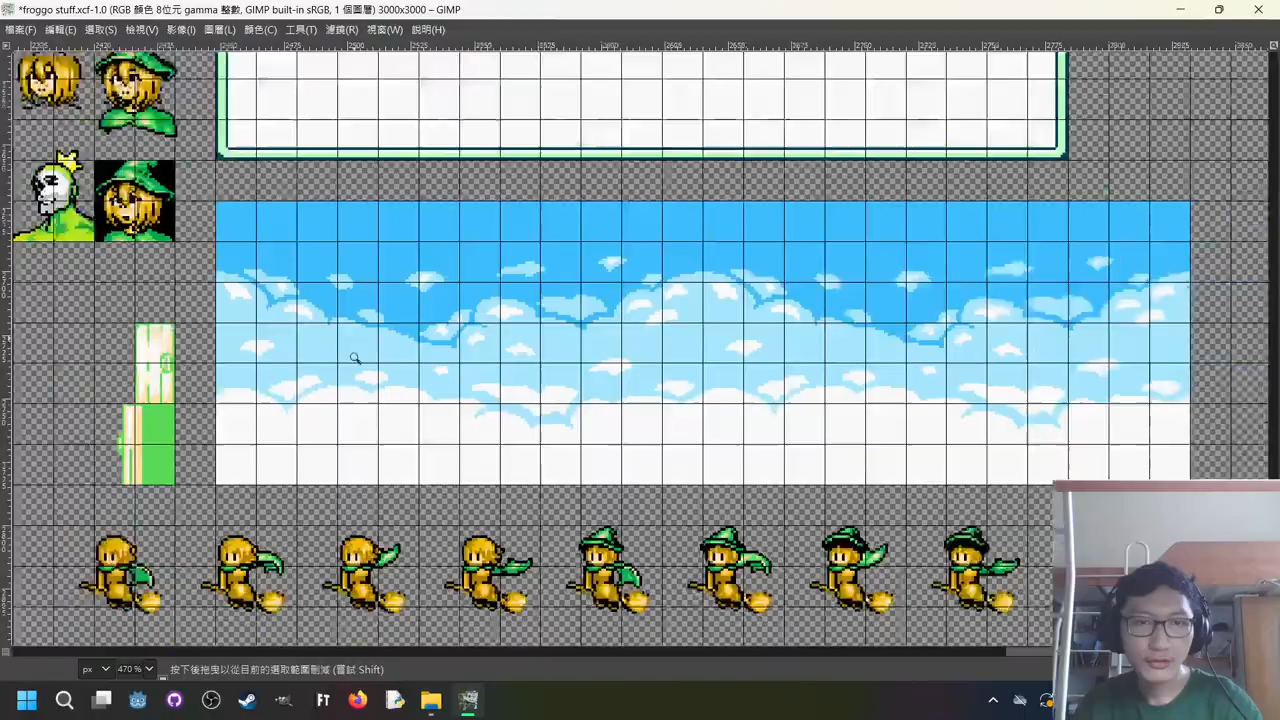 *froggo stuff.xcf-1.0 (RGB 顏色 8位元 gamma 整數, GIMP built-in sRGB, 1 個圖層) 3000x3000 – GIMP
檔案(F) 編輯(E) 選取(S) 檢視(V) 影像(I) 圖層(L) 顏色(C) 工具(T) 濾鏡(R) 視窗(W) 說明(H)
px 470 % 按下後拖曳以從目前的選取範圍刪減 (嘗試 Shift)
FT